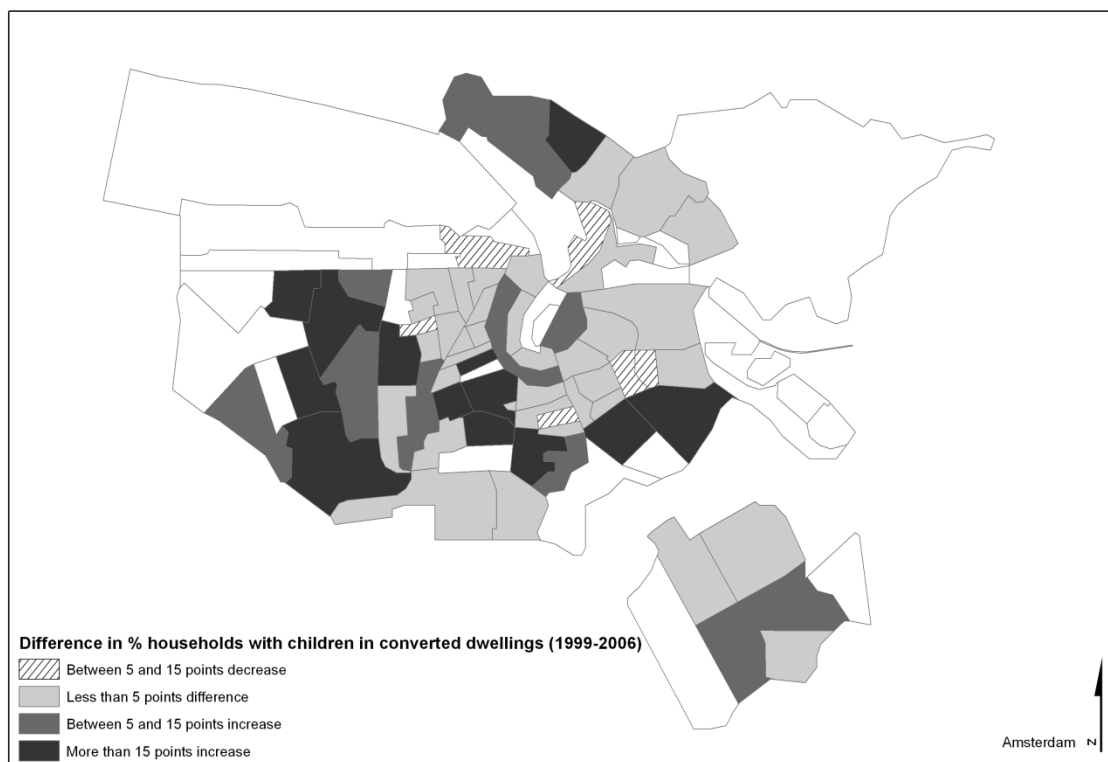 Difference in % households with children in converted dwellings (1999-2006)
Between 5 and 15 points decrease
Less than 5 points difference
Between 5 and 15 points increase
More than 15 points increase
Amsterdam
N